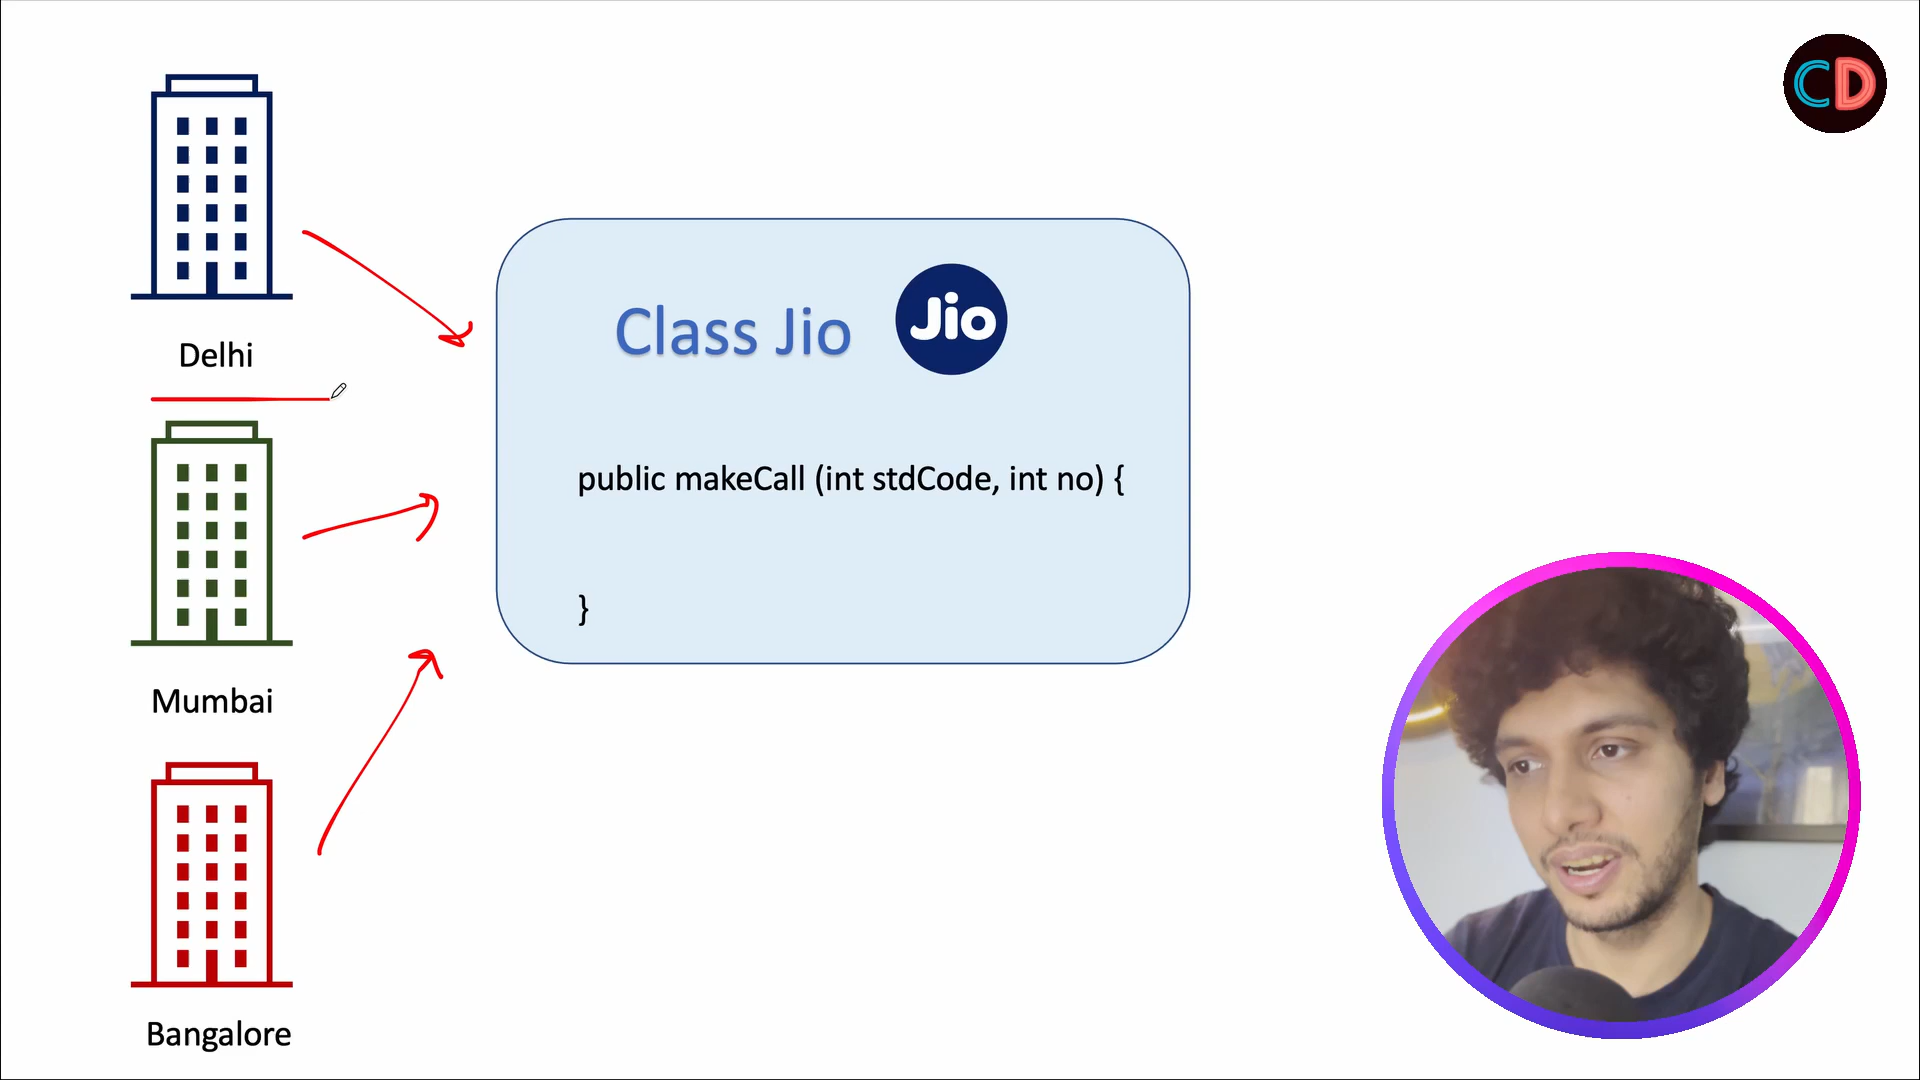 CD
Delhi
Class Jio
Jio
public makeCall (int stdCode, int no) {
}
Mumbai
Bangalore